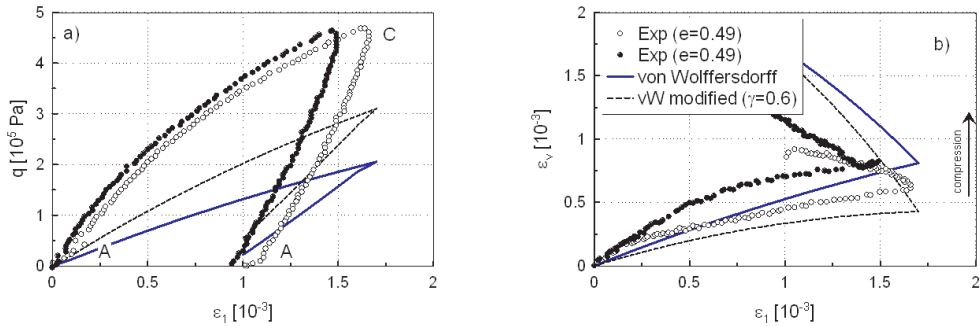 a)
5
4
3
2
1
0
q [10⁵ Pa]
C
A
A
0
0.5
1
1.5
2
ε₁ [10⁻³]
b)
Exp (e=0.49)
Exp (e=0.49)
von Wolffersdorff
vW modified (γ=0.6)
2
1.5
1
0.5
0
εᵥ [10⁻³]
compression
0
0.5
1
1.5
2
ε₁ [10⁻³]